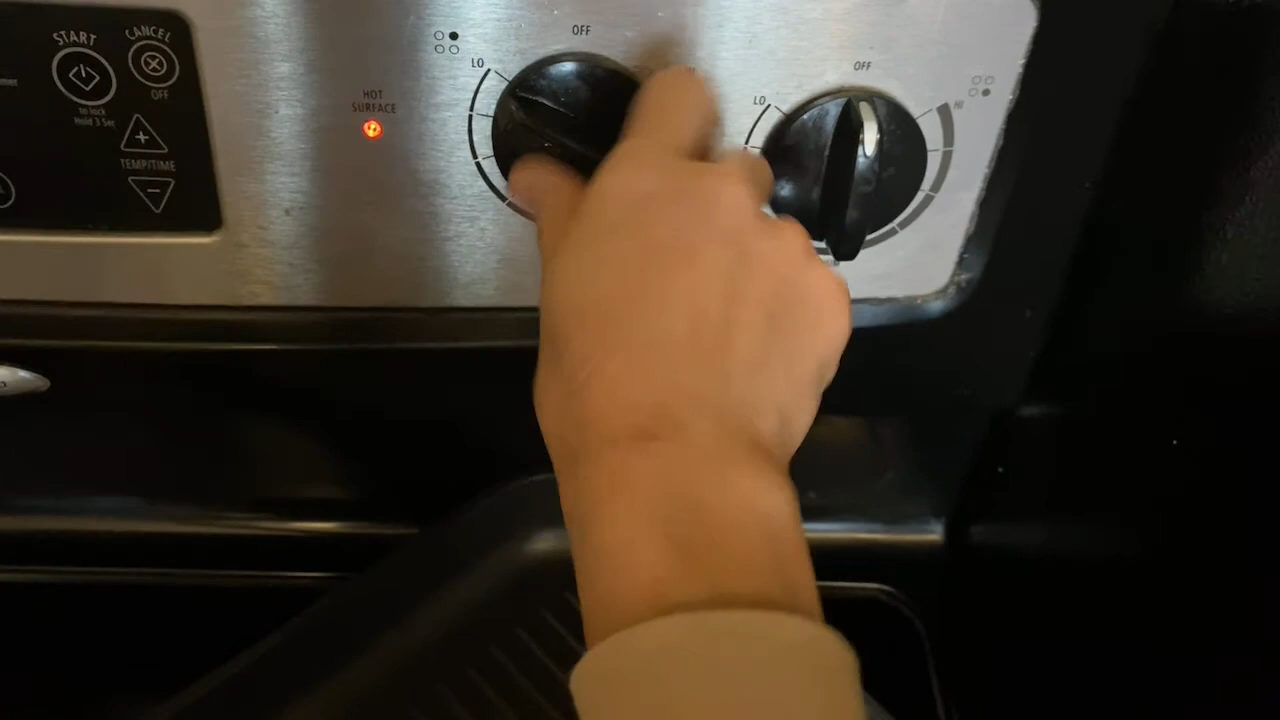 START
CANCEL
OFF
to lock
Hold 3 Sec
TEMP/TIME
HOT
SURFACE
OFF
LO
OFF
LO
HI